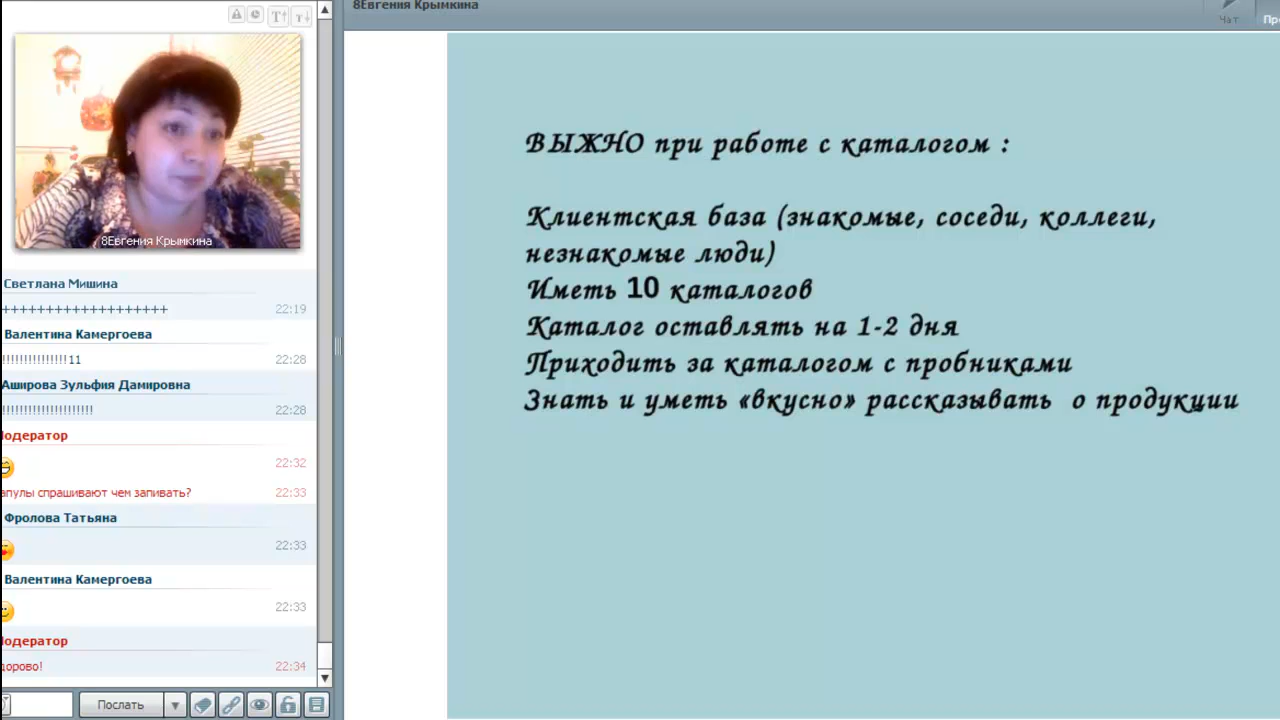 8Евгения Крымкина
Чат
8Евгения Крымкина
Светлана Мишина
+++++++++++++++++++ 22:19
Валентина Камергоева
!!!!!!!!!!!!!!!11 22:28
Аширова Зульфия Дамировна
!!!!!!!!!!!!!!!!!!!!! 22:28
одератор
22:32
апулы спрашивают чем запивать? 22:33
Фролова Татьяна
22:33
Валентина Камергоева
22:33
одератор
дорово! 22:34
Послать
ВЫЖНО при работе с каталогом :
Клиентская база (знакомые, соседи, коллеги,
незнакомые люди)
Иметь 10 каталогов
Каталог оставлять на 1-2 дня
Приходить за каталогом с пробниками
Знать и уметь «вкусно» рассказывать о продукции